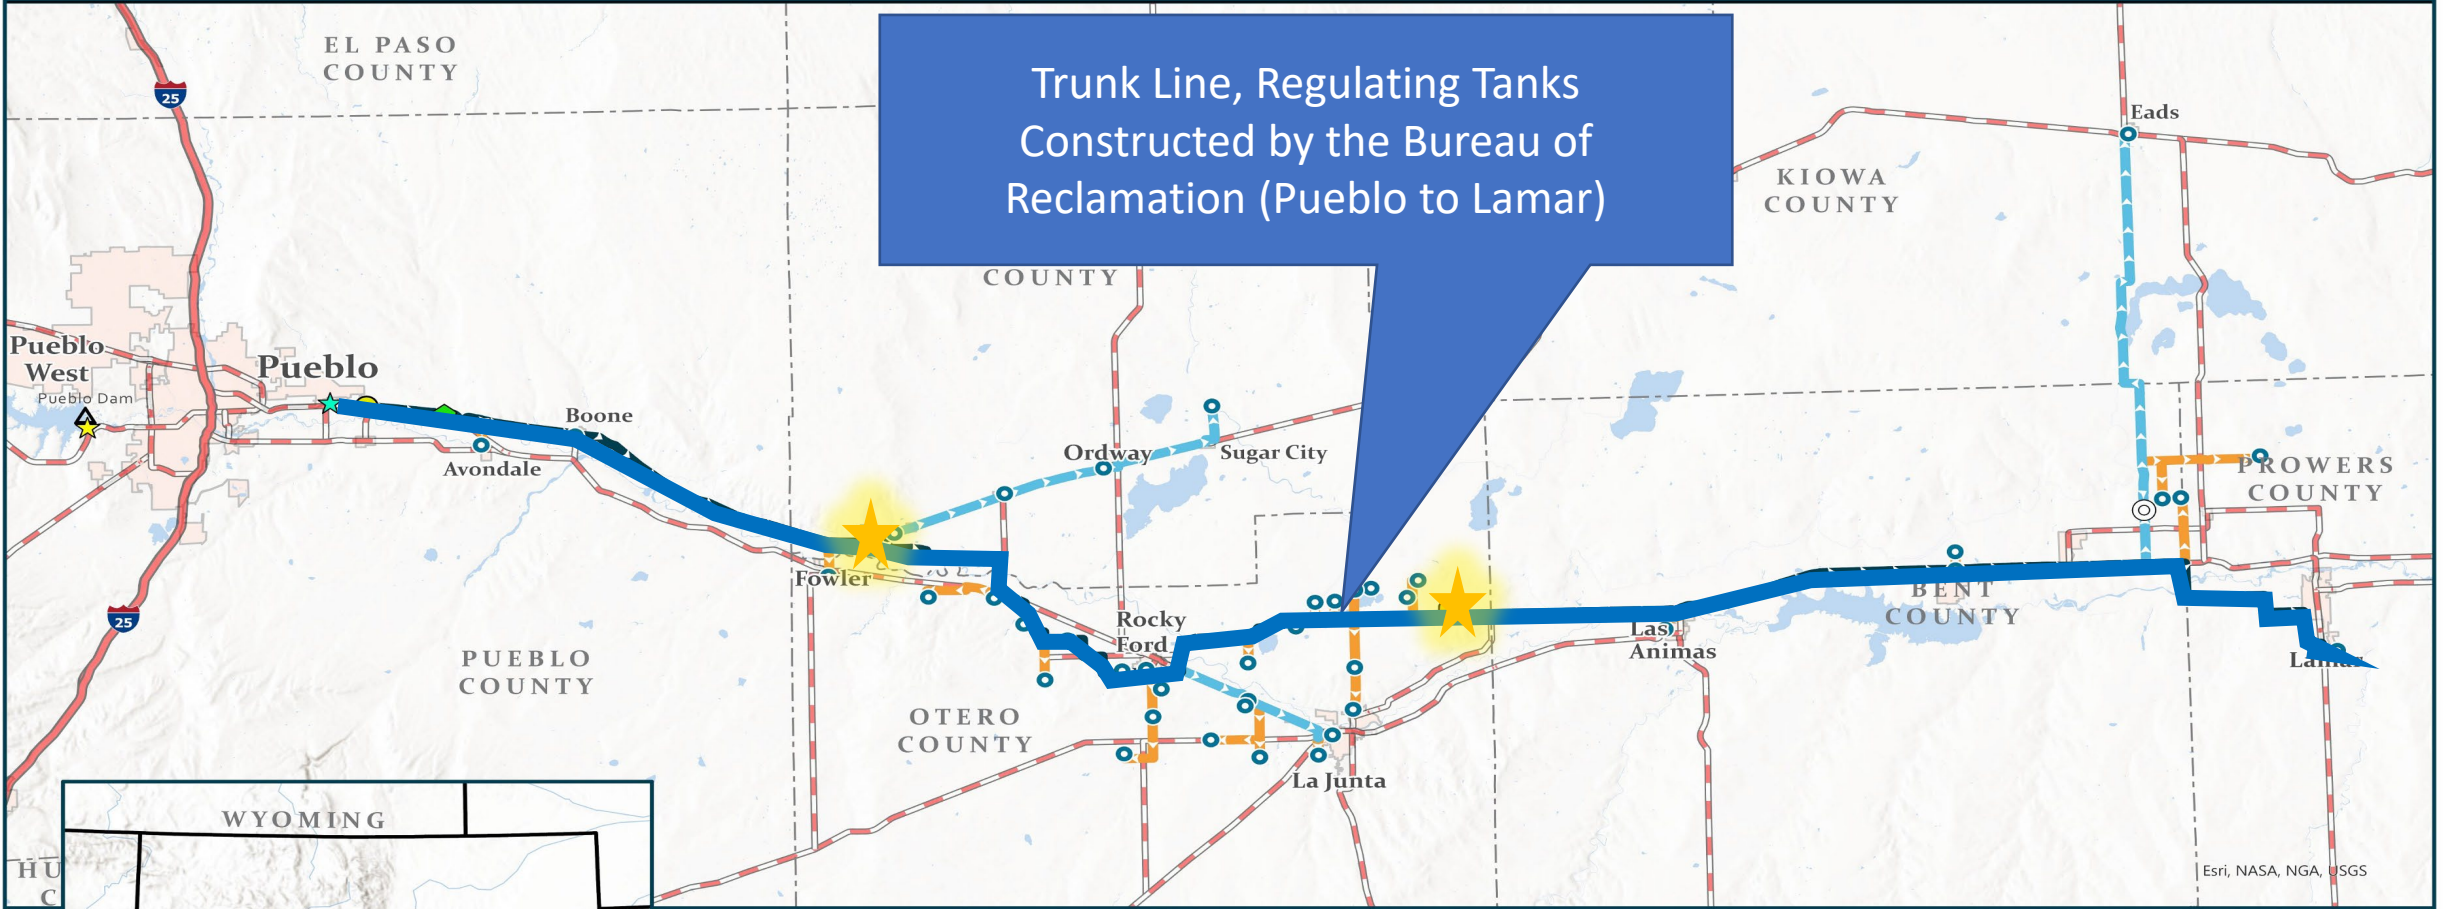 EL PASO
COUNTY
25
Trunk Line, Regulating Tanks
Constructed by the Bureau of
Reclamation (Pueblo to Lamar)
Eads
KIOWA
COUNTY
COUNTY
Pueblo
West
Pueblo Dam
Pueblo
Boone
Avondale
Ordway
Sugar City
PROWERS
COUNTY
Fowler
Rocky
Ford
Las
Animas
BENT
COUNTY
Lamar
25
PUEBLO
COUNTY
OTERO
COUNTY
La Junta
WYOMING
HU
C
Esri, NASA, NGA, USGS